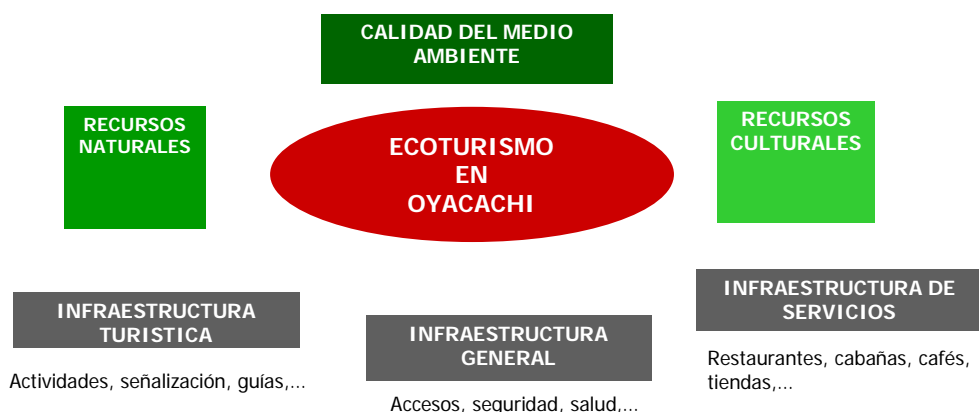 CALIDAD DEL MEDIO
AMBIENTE
RECURSOS
NATURALES
ECOTURISMO
EN
OYACACHI
RECURSOS
CULTURALES
INFRAESTRUCTURA
TURISTICA
Actividades, señalización, guías,...
INFRAESTRUCTURA
GENERAL
Accesos, seguridad, salud,...
INFRAESTRUCTURA DE
SERVICIOS
Restaurantes, cabañas, cafés,
tiendas,...